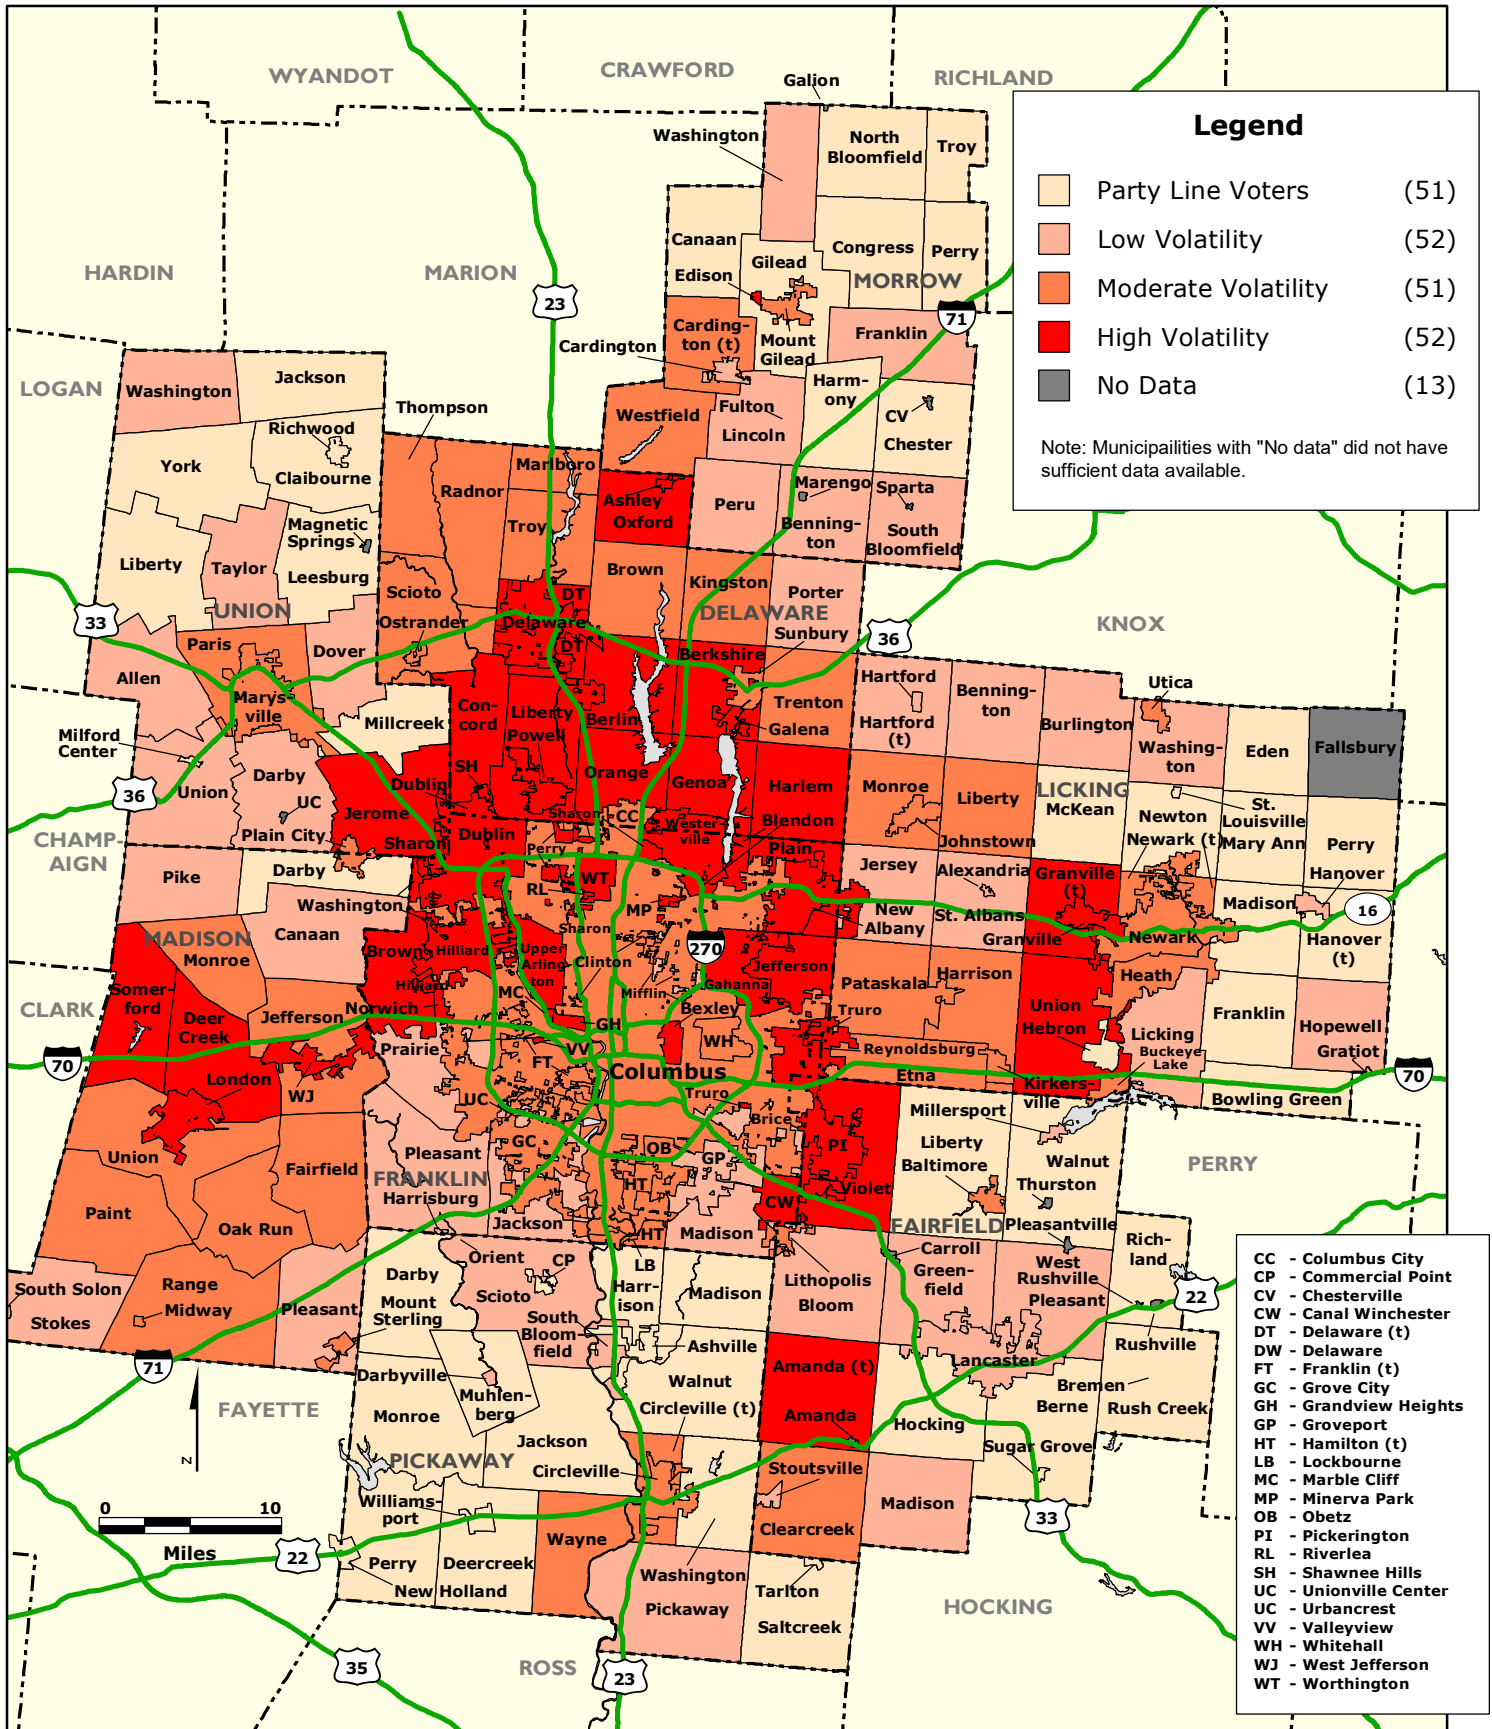 WYANDOT
CRAWFORD
RICHLAND
Galion
Washington
North
Bloomfield
Troy
Legend
Party Line Voters (51)
Low Volatility (52)
Moderate Volatility (51)
High Volatility (52)
No Data (13)
Note: Municipailities with "No data" did not have
sufficient data available.
Canaan
Congress
Perry
Gilead
Edison
MORROW
HARDIN
MARION
23
71
Carding-
ton (t)
Mount
Gilead
Franklin
Cardington
LOGAN
Washington
Jackson
Harm-
ony
Thompson
Westfield
Fulton
Lincoln
CV
Chester
Richwood
York
Claibourne
Marlboro
Radnor
Ashley
Oxford
Peru
Marengo
Sparta
Benning-
ton
South
Bloomfield
Magnetic
Springs
Troy
Liberty
Taylor
Leesburg
Brown
Kingston
Porter
Scioto
DT
UNION
DELAWARE
33
Ostrander
Delaware
Sunbury
36
KNOX
Paris
Dover
DT
Berkshire
Allen
Hartford
Benning-
ton
Utica
Marys-
ville
Millcreek
Con-
cord
Liberty
Berlin
Trenton
Galena
Hartford
(t)
Burlington
Milford
Center
Powell
Washing-
ton
Eden
Fallsbury
Darby
SH
Orange
Genoa
Harlem
Monroe
Liberty
LICKING
McKean
36
Union
UC
Dublin
St.
Louisville
Jerome
Sharon
CC
Wester-
ville
Blendon
Newton
Plain City
Sharon
Dublin
Johnstown
Newark (t)
Mary Ann
Perry
CHAMP-
AIGN
Perry
Plain
Jersey
Alexandria
Granville
(t)
Hanover
Pike
Darby
RL
WT
Madison
16
Washington
MP
New
Albany
St. Albans
Canaan
Sharon
Granville
Newark
Hanover
(t)
MADISON
Monroe
Brown
Hilliard
Upper
Arling-
ton
Clinton
270
Jefferson
Pataskala
Harrison
Heath
Somer-
ford
Hilliard
MC
Mifflin
Gahanna
CLARK
Deer
Creek
Jefferson
Norwich
Bexley
Truro
Union
Hebron
Licking
Franklin
Hopewell
GH
WH
Prairie
VV
Reynoldsburg
Buckeye
Lake
Gratiot
70
FT
Columbus
Etna
Kirkers-
ville
70
London
WJ
UC
Truro
Bowling Green
Brice
Millersport
GC
OB
GP
PI
Liberty
Union
Pleasant
Walnut
PERRY
Fairfield
FRANKLIN
Baltimore
Harrisburg
HT
Violet
Thurston
CW
Paint
Oak Run
Jackson
HT
Madison
FAIRFIELD
Pleasantville
Rich-
land
Orient
CP
LB
Carroll
Darby
Harr-
ison
Lithopolis
Green-
field
West
Rushville
South Solon
Range
Scioto
Madison
Bloom
Pleasant
22
Midway
Pleasant
Mount
Sterling
Stokes
South
Bloom-
field
Ashville
Rushville
71
Darbyville
Amanda (t)
Lancaster
Muhlen-
berg
Walnut
Bremen
FAYETTE
Monroe
Circleville (t)
Amanda
Hocking
Berne
Rush Creek
Jackson
Sugar Grove
N
PICKAWAY
Circleville
Stoutsville
0 10
Miles
Williams-
port
Wayne
Clearcreek
Madison
33
22
Perry
Deercreek
Washington
Tarlton
New Holland
Pickaway
Saltcreek
HOCKING
35
ROSS
23
CC - Columbus City
CP - Commercial Point
CV - Chesterville
CW - Canal Winchester
DT - Delaware (t)
DW - Delaware
FT - Franklin (t)
GC - Grove City
GH - Grandview Heights
GP - Groveport
HT - Hamilton (t)
LB - Lockbourne
MC - Marble Cliff
MP - Minerva Park
OB - Obetz
PI - Pickerington
RL - Riverlea
SH - Shawnee Hills
UC - Unionville Center
UC - Urbancrest
VV - Valleyview
WH - Whitehall
WJ - West Jefferson
WT - Worthington